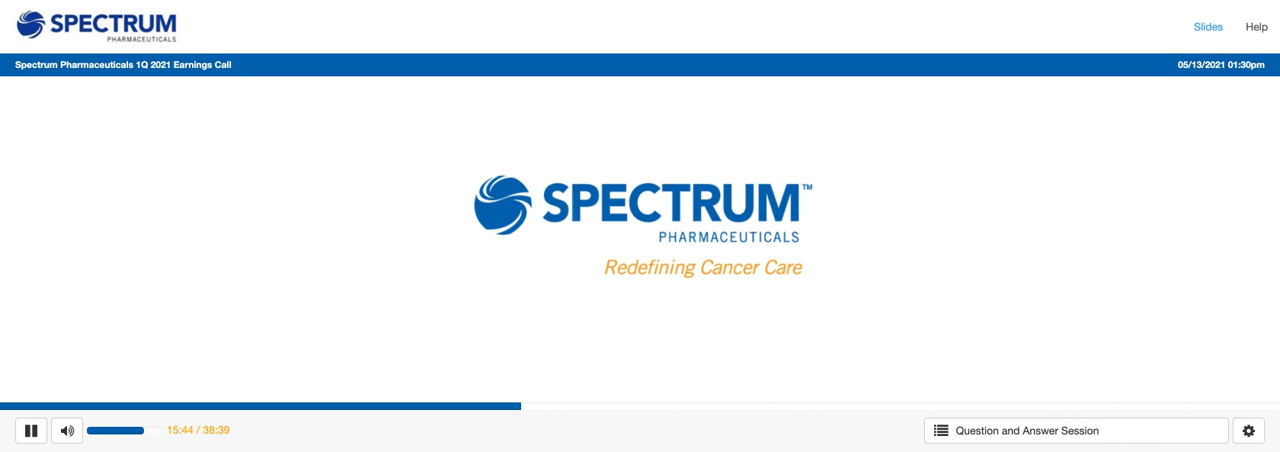 SPECTRUM
PHARMACEUTICALS
Slides Help
Spectrum Pharmaceuticals 1Q 2021 Earnings Call 05/13/2021 01:30pm
SPECTRUM™
PHARMACEUTICALS
Redefining Cancer Care
15:44 / 38:39 Question and Answer Session